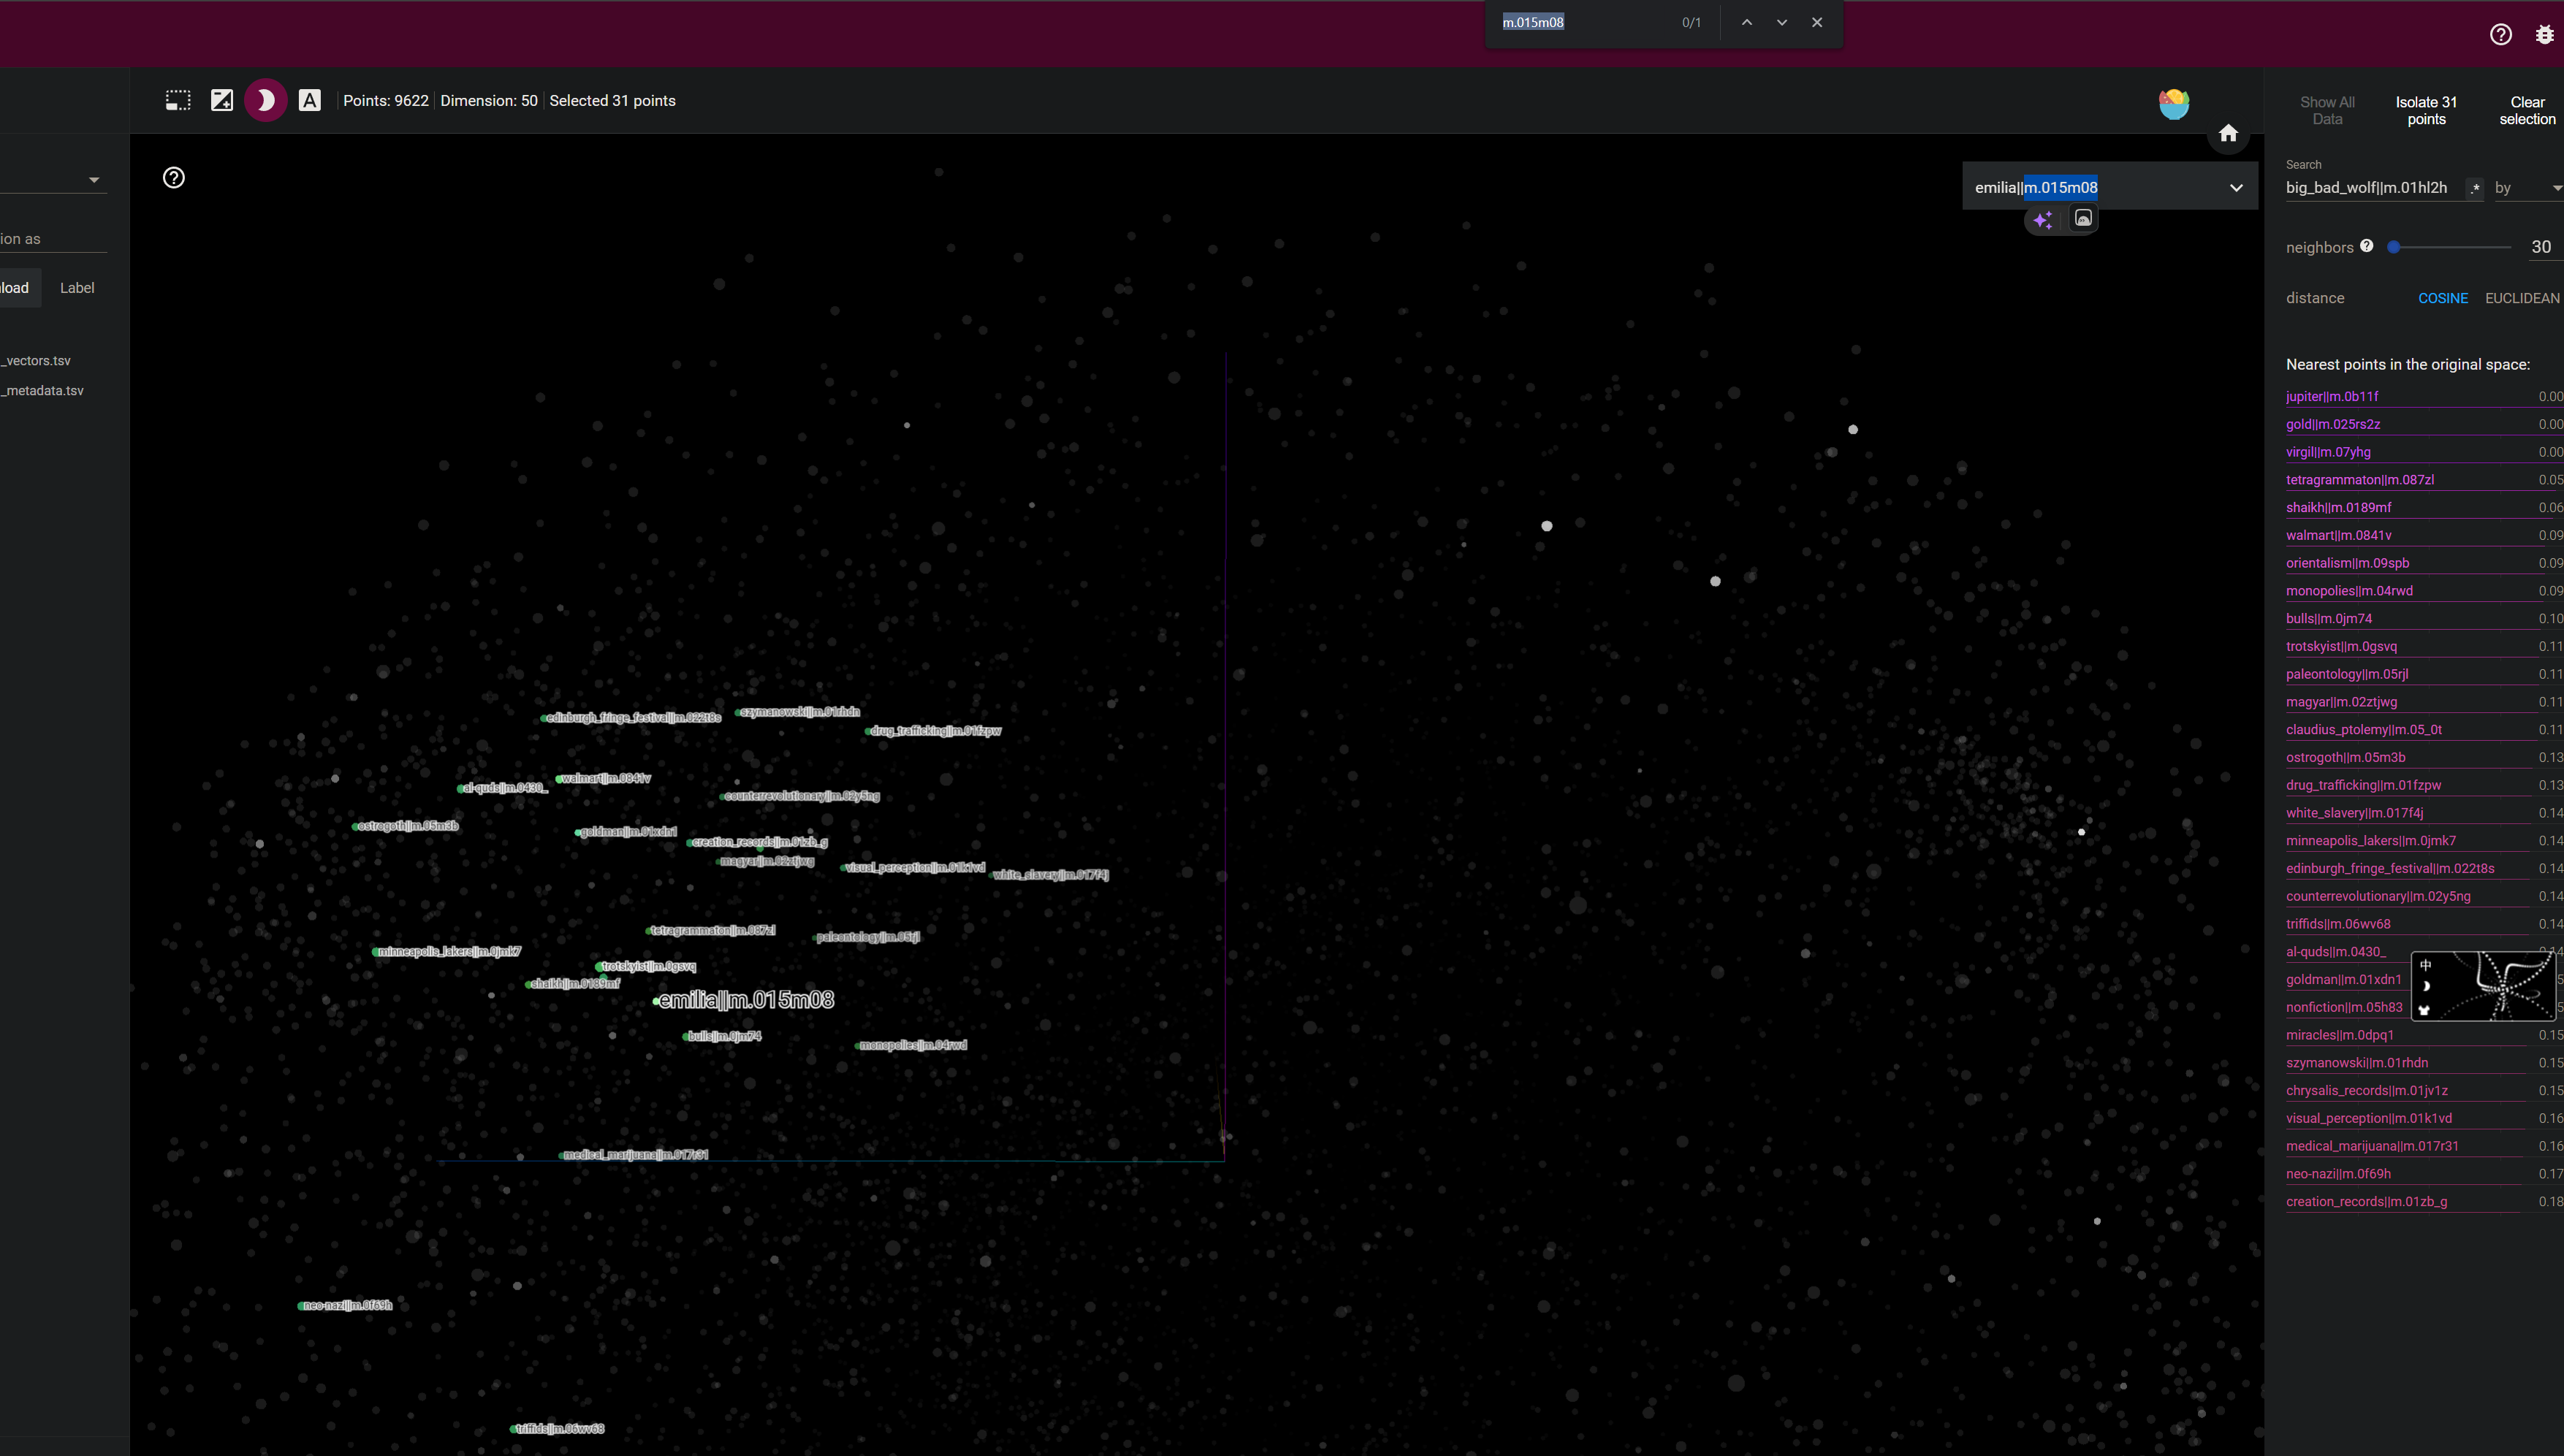 m.015m08 0/1
Points: 9622 Dimension: 50 Selected 31 points
Show All Data
Isolate 31 points
Clear selection
emilia||m.015m08
Search
big_bad_wolf||m.01hl2h .* by
ion as
neighbors 30
load Label
distance COSINE EUCLIDEAN
_vectors.tsv
_metadata.tsv
Nearest points in the original space:
jupiter||m.0b11f 0.00
gold||m.025rs2z 0.00
virgil||m.07yhg 0.00
tetragrammaton||m.087zl 0.05
shaikh||m.0189mf 0.06
walmart||m.0841v 0.09
orientalism||m.09spb 0.09
monopolies||m.04rwd 0.09
bulls||m.0jm74 0.10
trotskyist||m.0gsvq 0.11
paleontology||m.05rjl 0.11
magyar||m.02ztjwg 0.11
claudius_ptolemy||m.05_0t 0.11
ostrogoth||m.05m3b 0.13
drug_trafficking||m.01fzpw 0.13
white_slavery||m.017f4j 0.14
minneapolis_lakers||m.0jmk7 0.14
edinburgh_fringe_festival||m.022t8s 0.14
counterrevolutionary||m.02y5ng 0.14
triffids||m.06wv68 0.14
al-quds||m.0430_
goldman||m.01xdn1
nonfiction||m.05h83
miracles||m.0dpq1 0.15
szymanowski||m.01rhdn 0.15
chrysalis_records||m.01jv1z 0.15
visual_perception||m.01k1vd 0.16
medical_marijuana||m.017r31 0.16
neo-nazi||m.0f69h 0.17
creation_records||m.01zb_g 0.18
中
edinburgh_fringe_festival||m.022t8s
szymanowski||m.01rhdn
drug_trafficking||m.01fzpw
walmart||m.0841v
al-quds||m.0430_
counterrevolutionary||m.02y5ng
ostrogoth||m.05m3b
goldman||m.01xdn1
creation_records||m.01zb_g
magyar||m.02ztjwg
visual_perception||m.01k1vd
white_slavery||m.017f4j
tetragrammaton||m.087zl
paleontology||m.05rjl
minneapolis_lakers||m.0jmk7
trotskyist||m.0gsvq
shaikh||m.0189mf
emilia||m.015m08
bulls||m.0jm74
monopolies||m.04rwd
medical_marijuana||m.017r31
neo-nazi||m.0f69h
triffids||m.06wv68